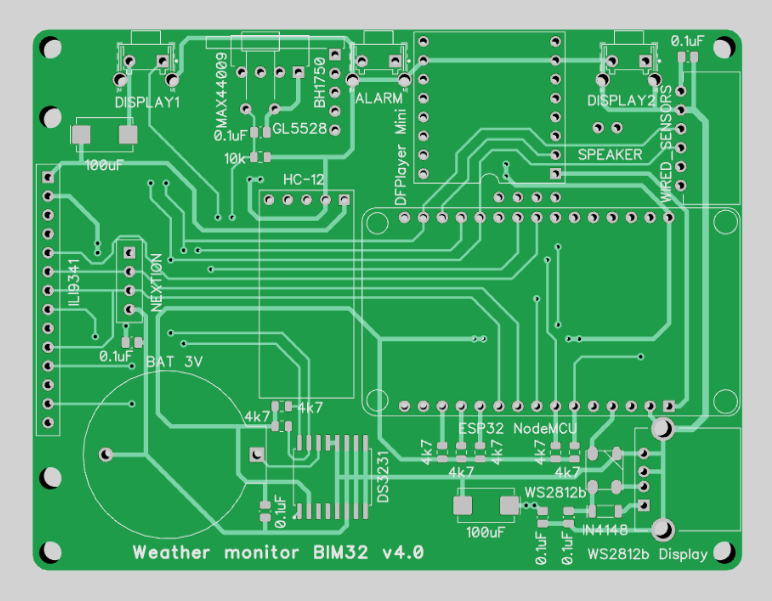 0.1uF
DISPLAY1
MAX44009
BH1750
ALARM
DISPLAY2
WIRED_SENSORS
0.1uF
GL5528
10k
DFPlayer Mini
SPEAKER
100uF
HC-12
ILI9341
NEXTION
0.1uF
BAT 3V
4k7
4k7
ESP32 NodeMCU
4k7
4k7
4k7
4k7
4k7
DS3231
WS2812b
0.1uF
100uF
IN4148
0.1uF
0.1uF
Weather monitor BIM32 v4.0
WS2812b Display